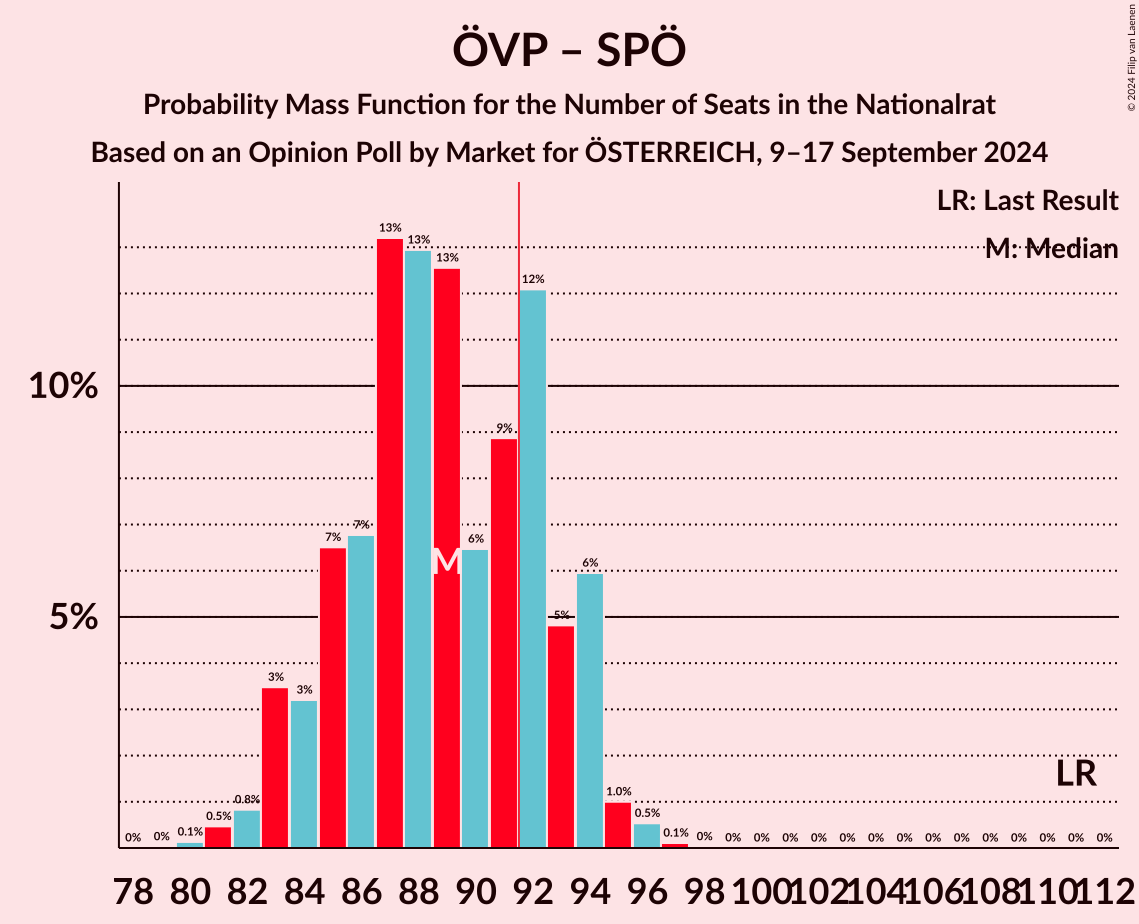 ÖVP – SPÖ
Probability Mass Function for the Number of Seats in the Nationalrat
Based on an Opinion Poll by Market for ÖSTERREICH, 9–17 September 2024
© 2024 Filip van Laenen
LR: Last Result
M: Median
10%
5%
0% 0% 0.1% 0.5% 0.8% 3% 3% 7% 7% 13% 13% 13% 6% 9% 12% 5% 6% 1.0% 0.5% 0.1% 0% 0% 0% 0% 0% 0% 0% 0% 0% 0% 0% 0% 0% 0% 0%
M
LR
78 80 82 84 86 88 90 92 94 96 98 100 102 104 106 108 110 112